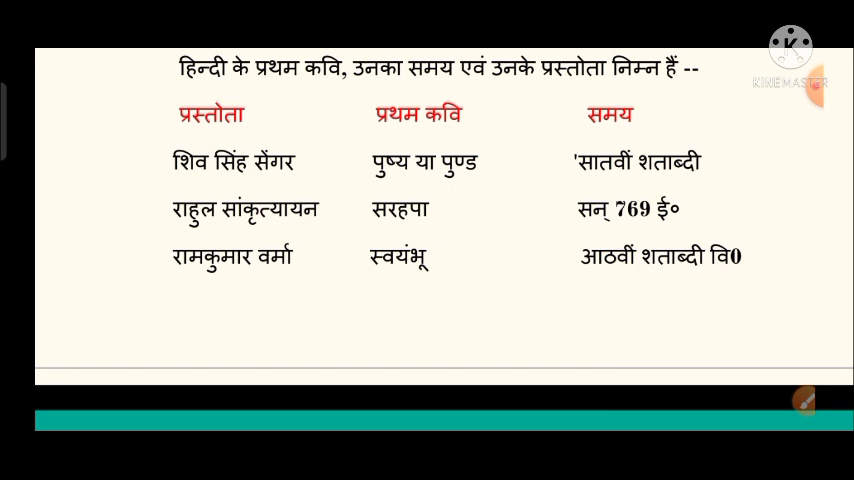 हिन्दी के प्रथम कवि, उनका समय एवं उनके प्रस्तोता निम्न हैं --
KINEMASTER
प्रस्तोता प्रथम कवि समय
शिव सिंह सेंगर पुष्य या पुण्ड 'सातवीं शताब्दी
राहुल सांकृत्यायन सरहपा सन् 769 ई०
रामकुमार वर्मा स्वयंभू आठवीं शताब्दी वि0